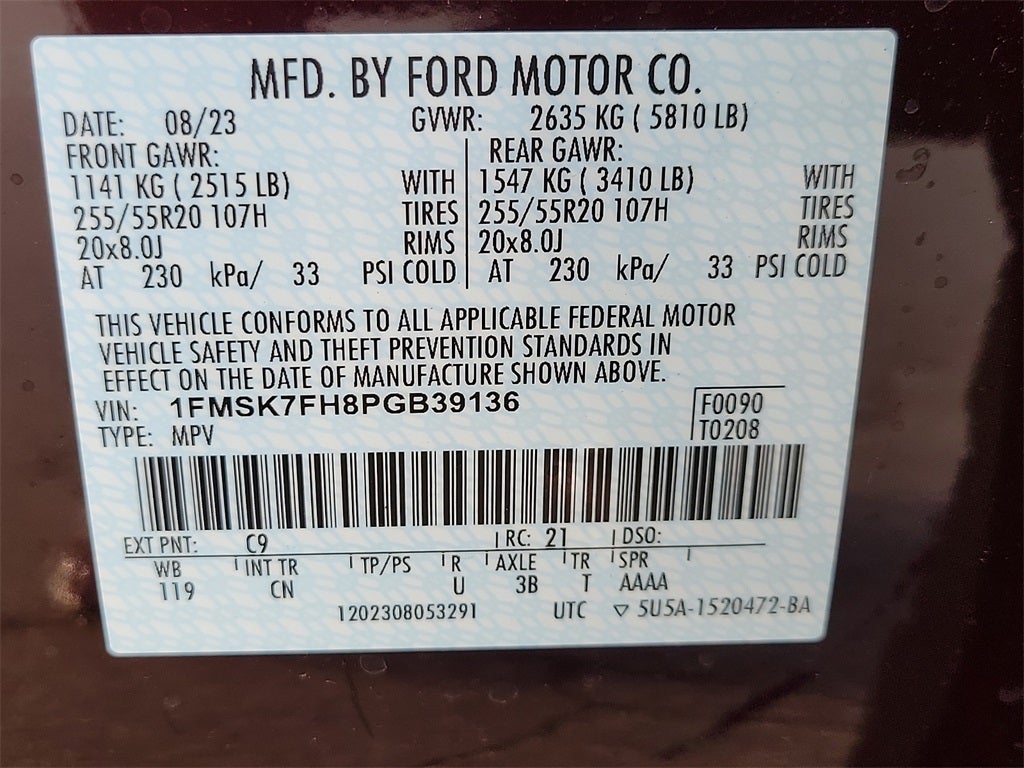 MFD. BY FORD MOTOR CO.
DATE: 08/23 GVWR: 2635 KG ( 5810 LB)
FRONT GAWR: REAR GAWR:
1141 KG ( 2515 LB) WITH 1547 KG ( 3410 LB) WITH
255/55R20 107H TIRES 255/55R20 107H TIRES
20x8.0J RIMS 20x8.0J RIMS
AT 230 kPa/ 33 PSI COLD AT 230 kPa/ 33 PSI COLD
THIS VEHICLE CONFORMS TO ALL APPLICABLE FEDERAL MOTOR
VEHICLE SAFETY AND THEFT PREVENTION STANDARDS IN
EFFECT ON THE DATE OF MANUFACTURE SHOWN ABOVE.
VIN: 1FMSK7FH8PGB39136 F0090
TYPE: MPV T0208
EXT PNT: C9 RC: 21 DSO:
WB INT TR TP/PS R AXLE TR SPR
119 CN U 3B T AAAA
1202308053291 UTC ▽ 5U5A-1520472-BA